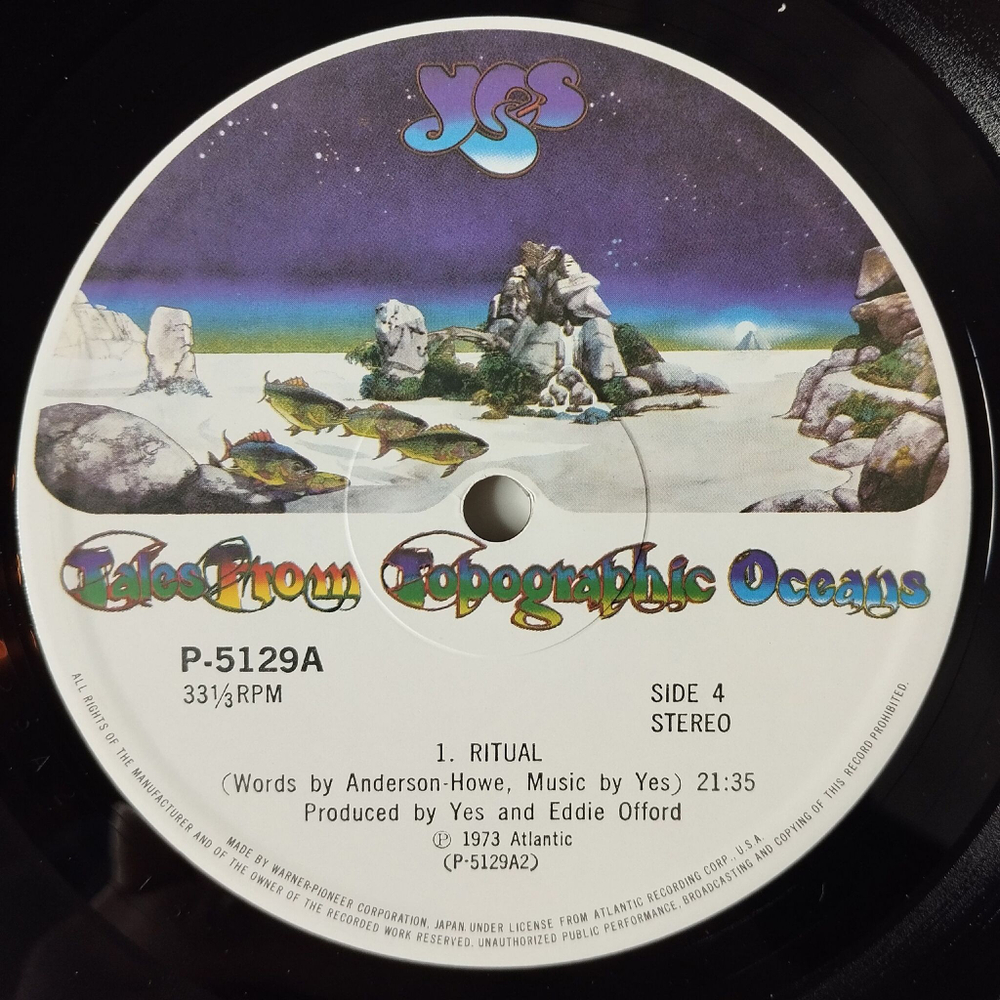 yes
Tales From Topographic Oceans
P-5129A
33⅓RPM
SIDE 4
STEREO
1. RITUAL
(Words by Anderson-Howe, Music by Yes) 21:35
Produced by Yes and Eddie Offord
Ⓟ 1973 Atlantic
(P-5129A2)
MADE BY WARNER-PIONEER CORPORATION, JAPAN. UNDER LICENSE FROM ATLANTIC RECORDING CORP., U.S.A.
ALL RIGHTS OF THE MANUFACTURER AND OF THE OWNER OF THE RECORDED WORK RESERVED. UNAUTHORIZED PUBLIC PERFORMANCE, BROADCASTING AND COPYING OF THIS RECORD PROHIBITED.